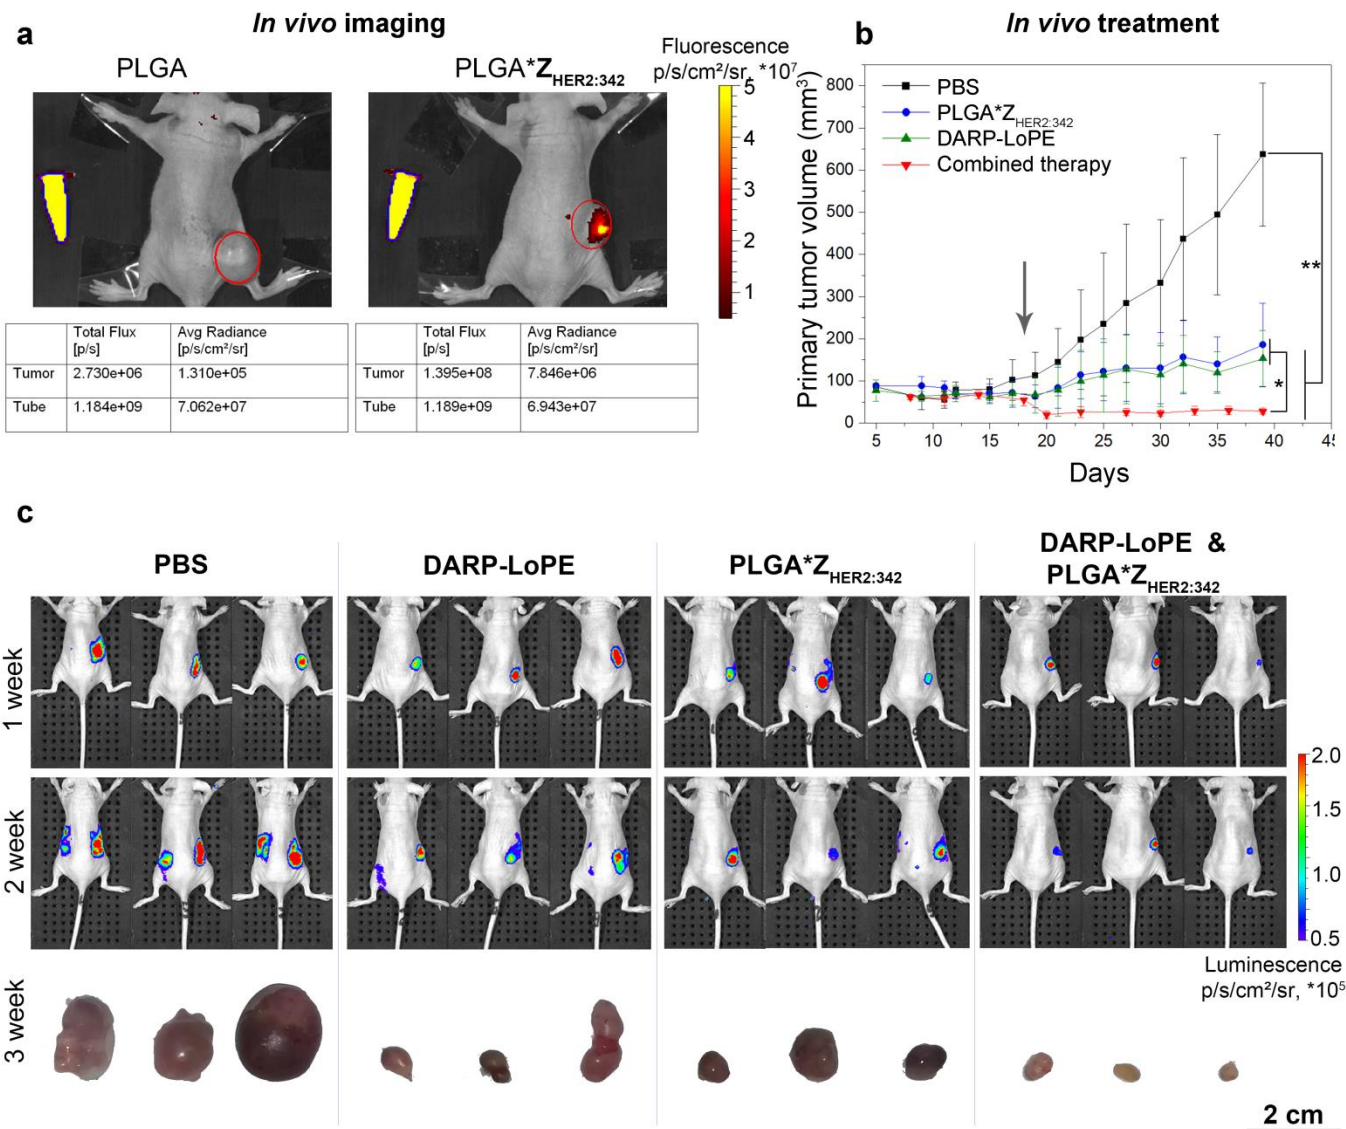 a
In vivo imaging
PLGA
PLGA*Z HER2:342
Fluorescence
p/s/cm²/sr, *10⁷
5
4
3
2
1
Total Flux [p/s] Avg Radiance [p/s/cm²/sr]
Tumor 2.730e+06 1.310e+05
Tube 1.184e+09 7.062e+07
Total Flux [p/s] Avg Radiance [p/s/cm²/sr]
Tumor 1.395e+08 7.846e+06
Tube 1.189e+09 6.943e+07
b
In vivo treatment
Primary tumor volume (mm³)
800
700
600
500
400
300
200
100
0
PBS
PLGA*Z HER2:342
DARP-LoPE
Combined therapy
**
*
5 10 15 20 25 30 35 40
Days
c
PBS
DARP-LoPE
PLGA*Z HER2:342
DARP-LoPE &
PLGA*Z HER2:342
1 week
2 week
3 week
2.0
1.5
1.0
0.5
Luminescence
p/s/cm²/sr, *10⁵
2 cm